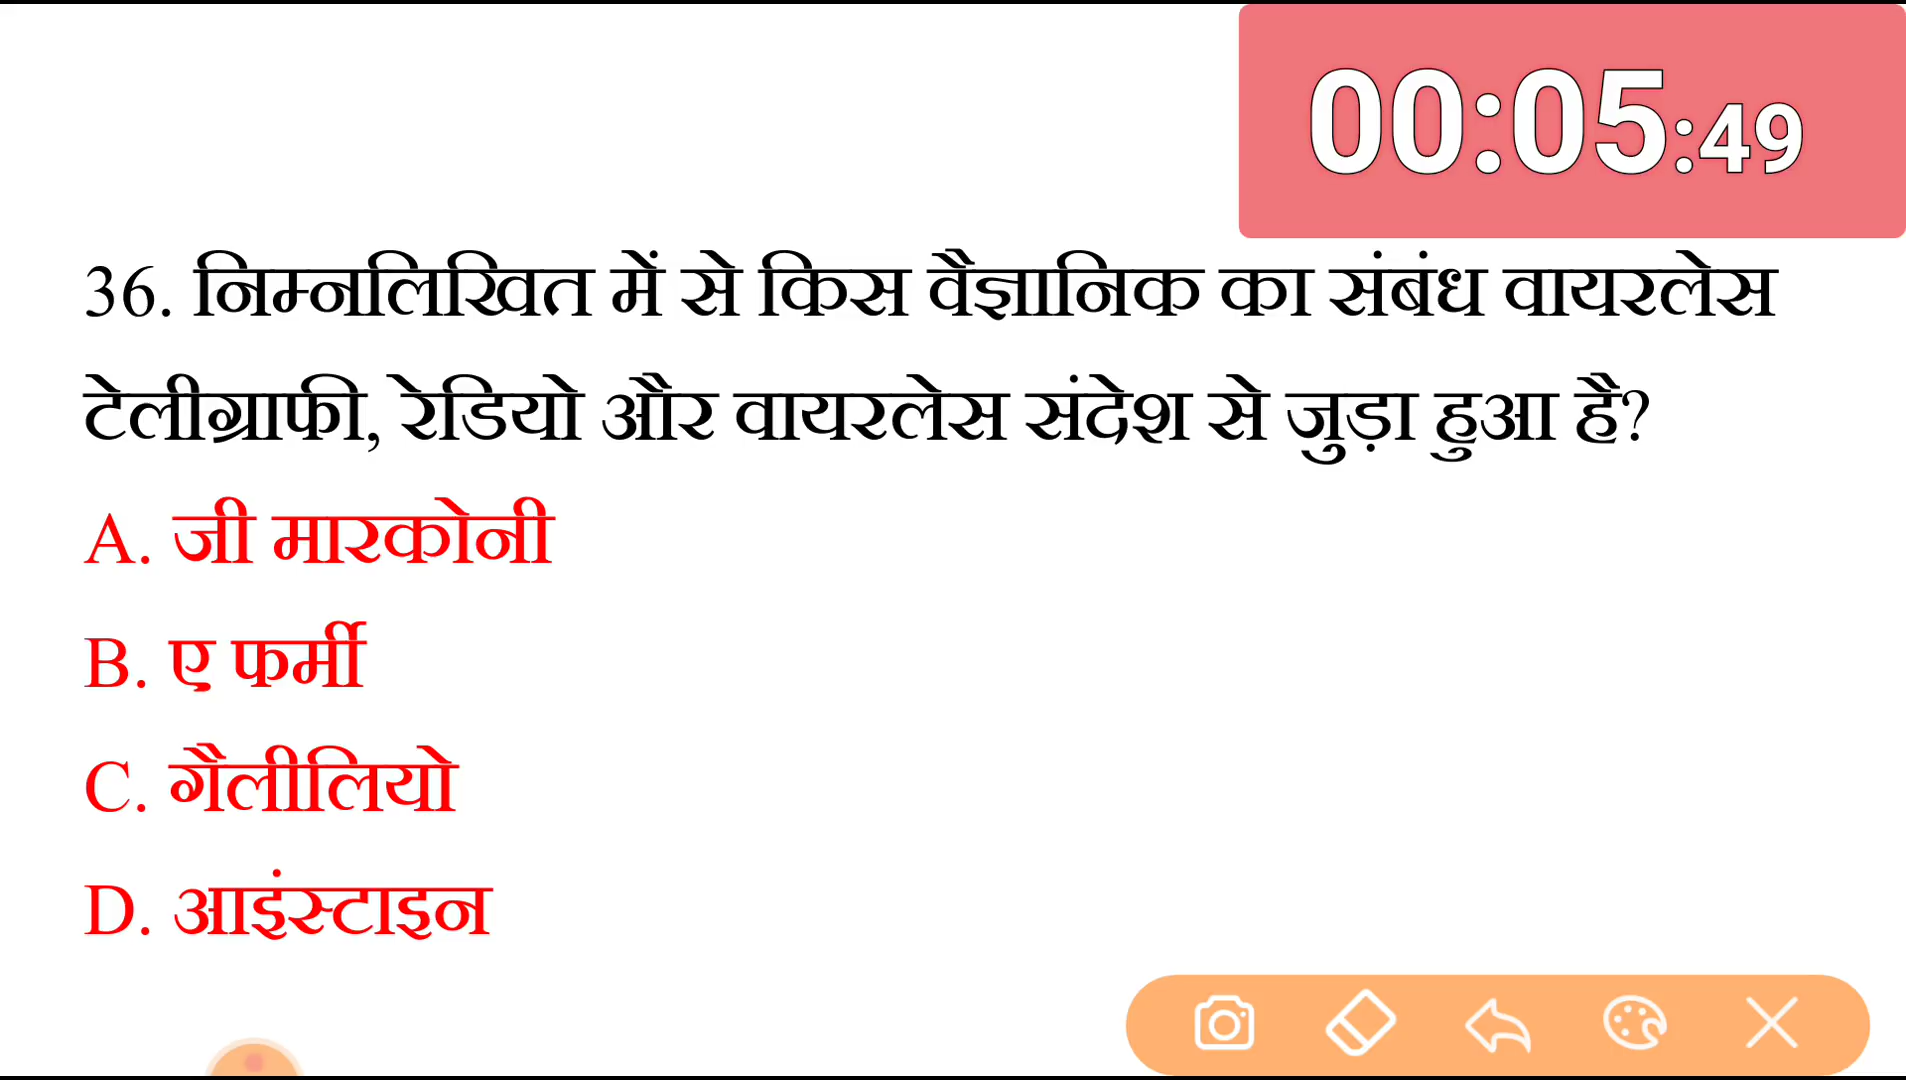 00:05:49
36. निम्नलिखित में से किस वैज्ञानिक का संबंध वायरलेस
टेलीग्राफी, रेडियो और वायरलेस संदेश से जुड़ा हुआ है?
A. जी मारकोनी
B. ए फर्मी
C. गैलीलियो
D. आइंस्टाइन